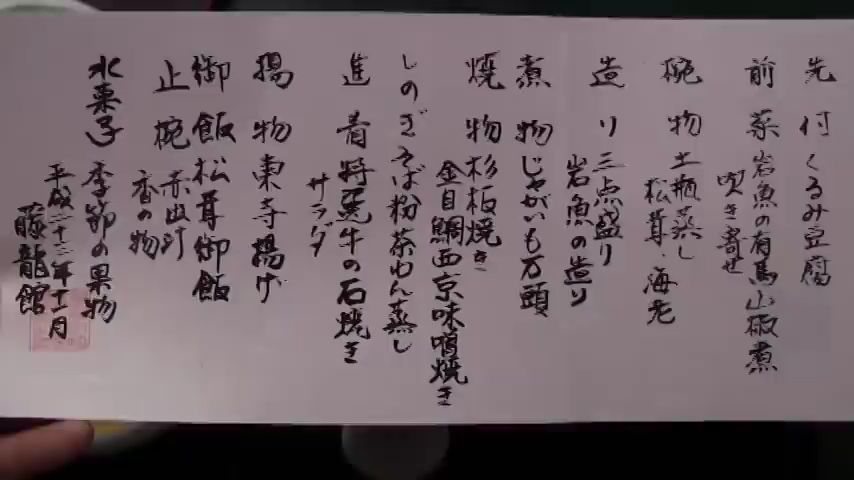 先付くるみ豆腐
前菜岩魚の有馬山椒煮
吹き寄せ
椀物土瓶蒸し
松茸、海老
造り三点盛り
岩魚の造り
煮物じゃがいも万頭
焼物杉板焼き
金目鯛西京味噌焼き
しのぎそば粉茶わん蒸し
進肴将軍牛の石焼き
サラダ
揚物東寺揚げ
御飯松茸御飯
止椀赤出汁
香の物
水菓子季節の果物
平成二十三年十一月
藤龍館